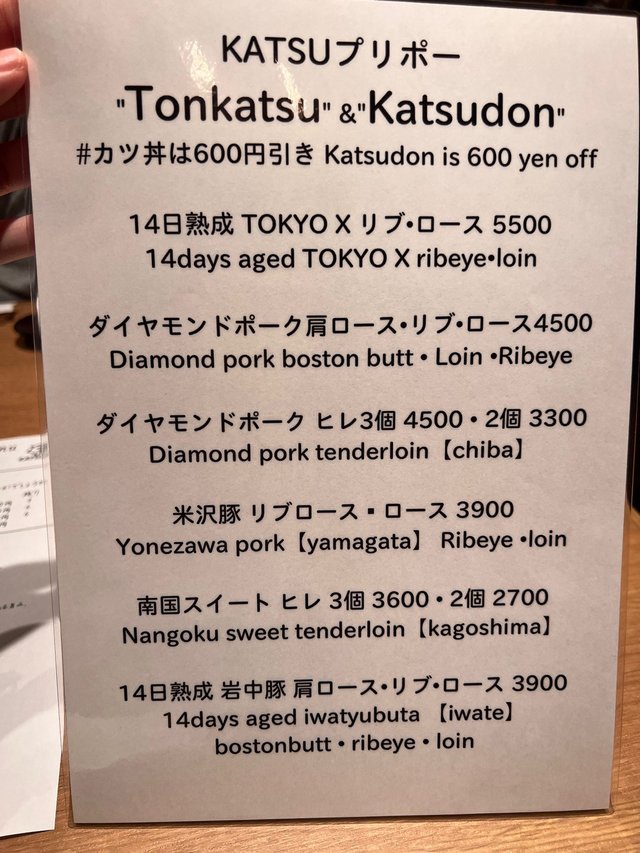 KATSUプリポー
"Tonkatsu" &"Katsudon"
#カツ丼は600円引き Katsudon is 600 yen off
14日熟成 TOKYO X リブ•ロース 5500
14days aged TOKYO X ribeye•loin
ダイヤモンドポーク肩ロース•リブ•ロース4500
Diamond pork boston butt • Loin •Ribeye
ダイヤモンドポーク ヒレ3個 4500・2個 3300
Diamond pork tenderloin【chiba】
米沢豚 リブロース▪ロース 3900
Yonezawa pork【yamagata】 Ribeye •loin
南国スイート ヒレ 3個 3600・2個 2700
Nangoku sweet tenderloin【kagoshima】
14日熟成 岩中豚 肩ロース•リブ•ロース 3900
14days aged iwatyubuta 【iwate】
bostonbutt • ribeye • loin